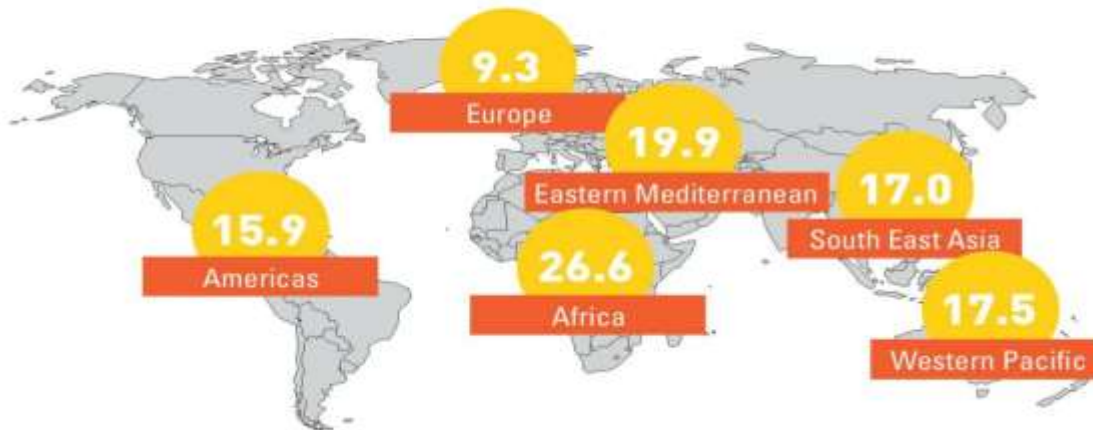 9.3
Europe
19.9
Eastern Mediterranean
17.0
South East Asia
15.9
Americas
26.6
Africa
17.5
Western Pacific